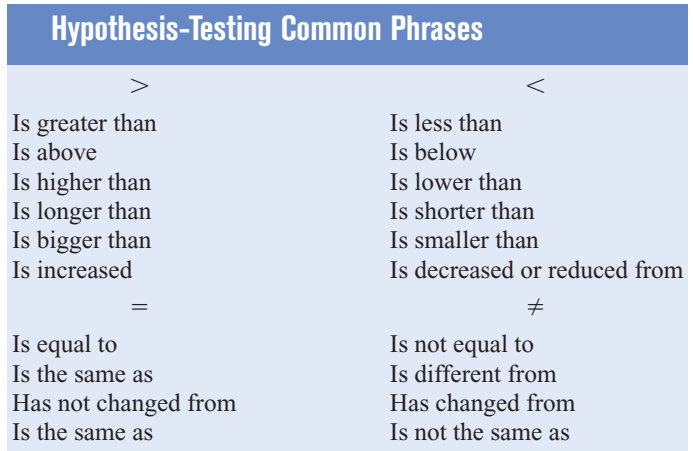 Hypothesis-Testing Common Phrases
> <
Is greater than Is less than
Is above Is below
Is higher than Is lower than
Is longer than Is shorter than
Is bigger than Is smaller than
Is increased Is decreased or reduced from
= ≠
Is equal to Is not equal to
Is the same as Is different from
Has not changed from Has changed from
Is the same as Is not the same as